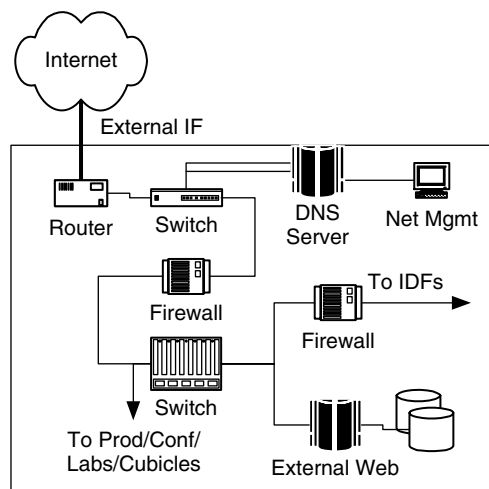 Internet
External IF
Router
Switch
DNS
Server
Net Mgmt
Firewall
To IDFs
Firewall
Switch
To Prod/Conf/
Labs/Cubicles
External Web